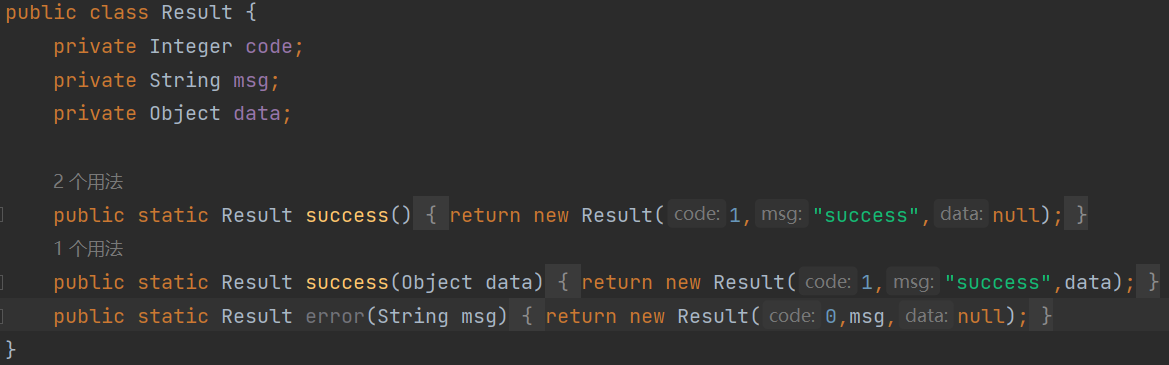 public class Result {
    private Integer code;
    private String msg;
    private Object data;
    2 个用法
    public static Result success() { return new Result( code: 1, msg: "success", data: null); }
    1 个用法
    public static Result success(Object data) { return new Result( code: 1, msg: "success",data); }
    public static Result error(String msg) { return new Result( code: 0,msg, data: null); }
}